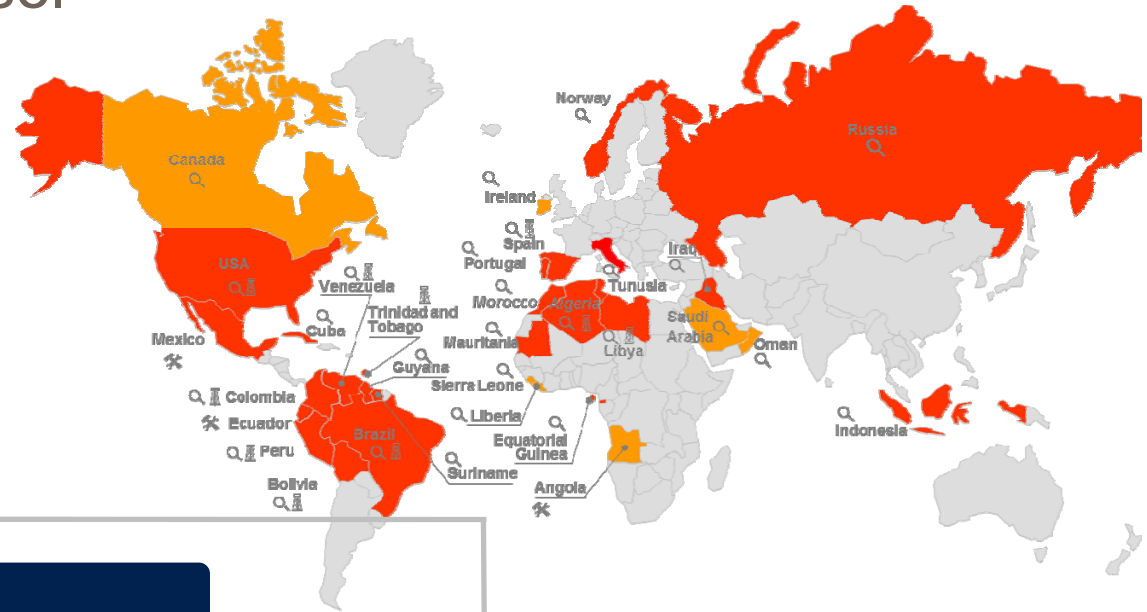 Norway
Russia
Canada
Ireland
Spain
Portugal
Iraq
USA
Venezuela
Tunusia
Morocco
Algeria
Trinidad and
Tobago
Saudi
Arabia
Cuba
Mexico
Mauritania
Libya
Oman
Guyana
Sierra Leone
Colombia
Liberia
Ecuador
Indonesia
Brazil
Equatorial
Guinea
Peru
Suriname
Bolivia
Angola